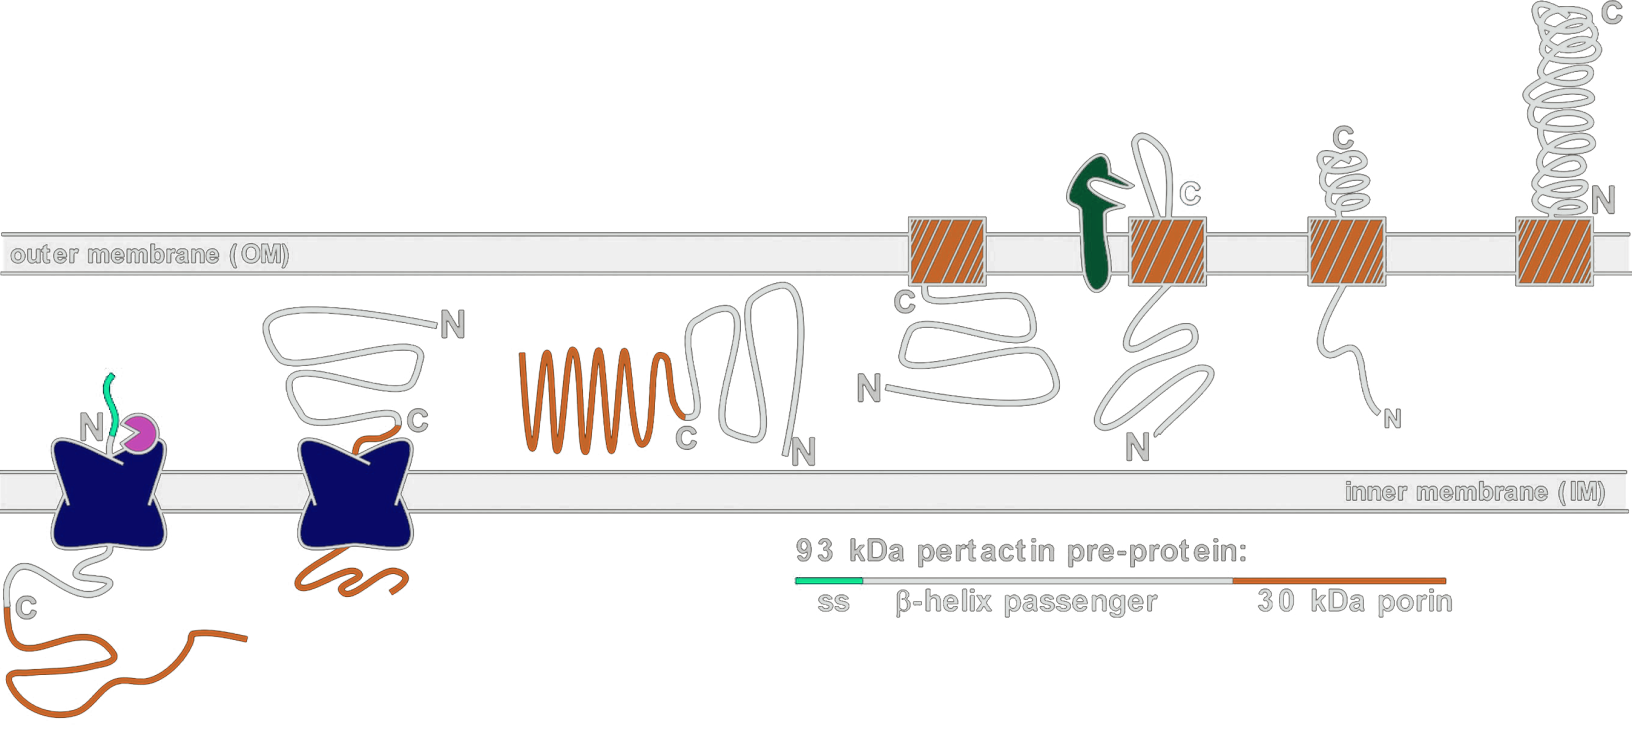 C
C
C
N
outer membrane (OM)
C
N
C
N
N
N
C
C
N
N
inner membrane (IM)
93 kDa pertactin pre-protein:
ss β-helix passenger 30 kDa porin
C